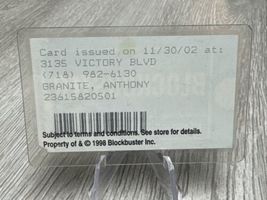 Card issued on 11/30/02 at:
3135 VICTORY BLVD
(718) 982-6130
GRANITE, ANTHONY
23615820501
Subject to terms and conditions. See store for details.
Property of & © 1998 Blockbuster Inc.